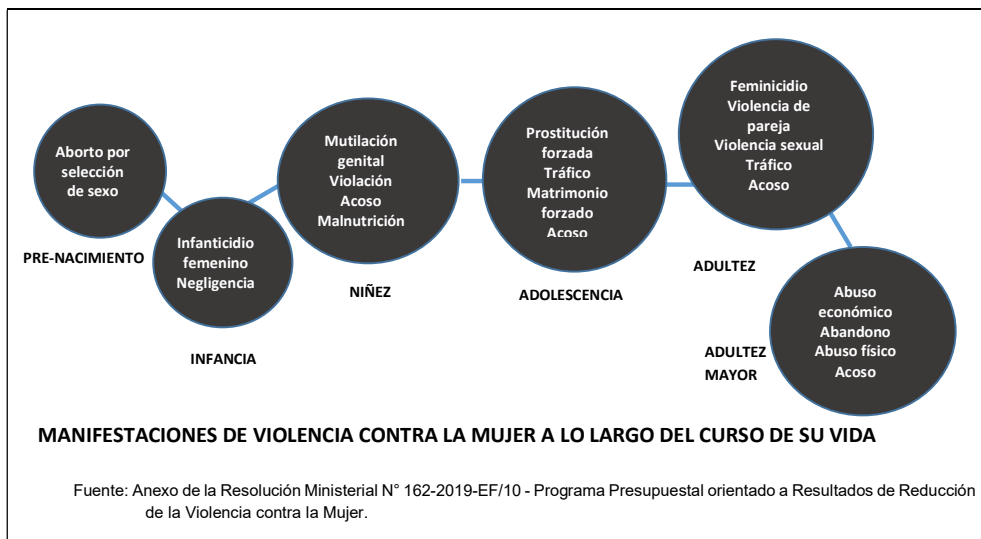 Aborto por
selección
de sexo
PRE-NACIMIENTO
Infanticidio
femenino
Negligencia
INFANCIA
Mutilación
genital
Violación
Acoso
Malnutrición
NIÑEZ
Prostitución
forzada
Tráfico
Matrimonio
forzado
Acoso
ADOLESCENCIA
Feminicidio
Violencia de
pareja
Violencia sexual
Tráfico
Acoso
ADULTEZ
Abuso
económico
Abandono
Abuso físico
Acoso
ADULTEZ
MAYOR
MANIFESTACIONES DE VIOLENCIA CONTRA LA MUJER A LO LARGO DEL CURSO DE SU VIDA
Fuente: Anexo de la Resolución Ministerial N° 162-2019-EF/10 - Programa Presupuestal orientado a Resultados de Reducción
de la Violencia contra la Mujer.